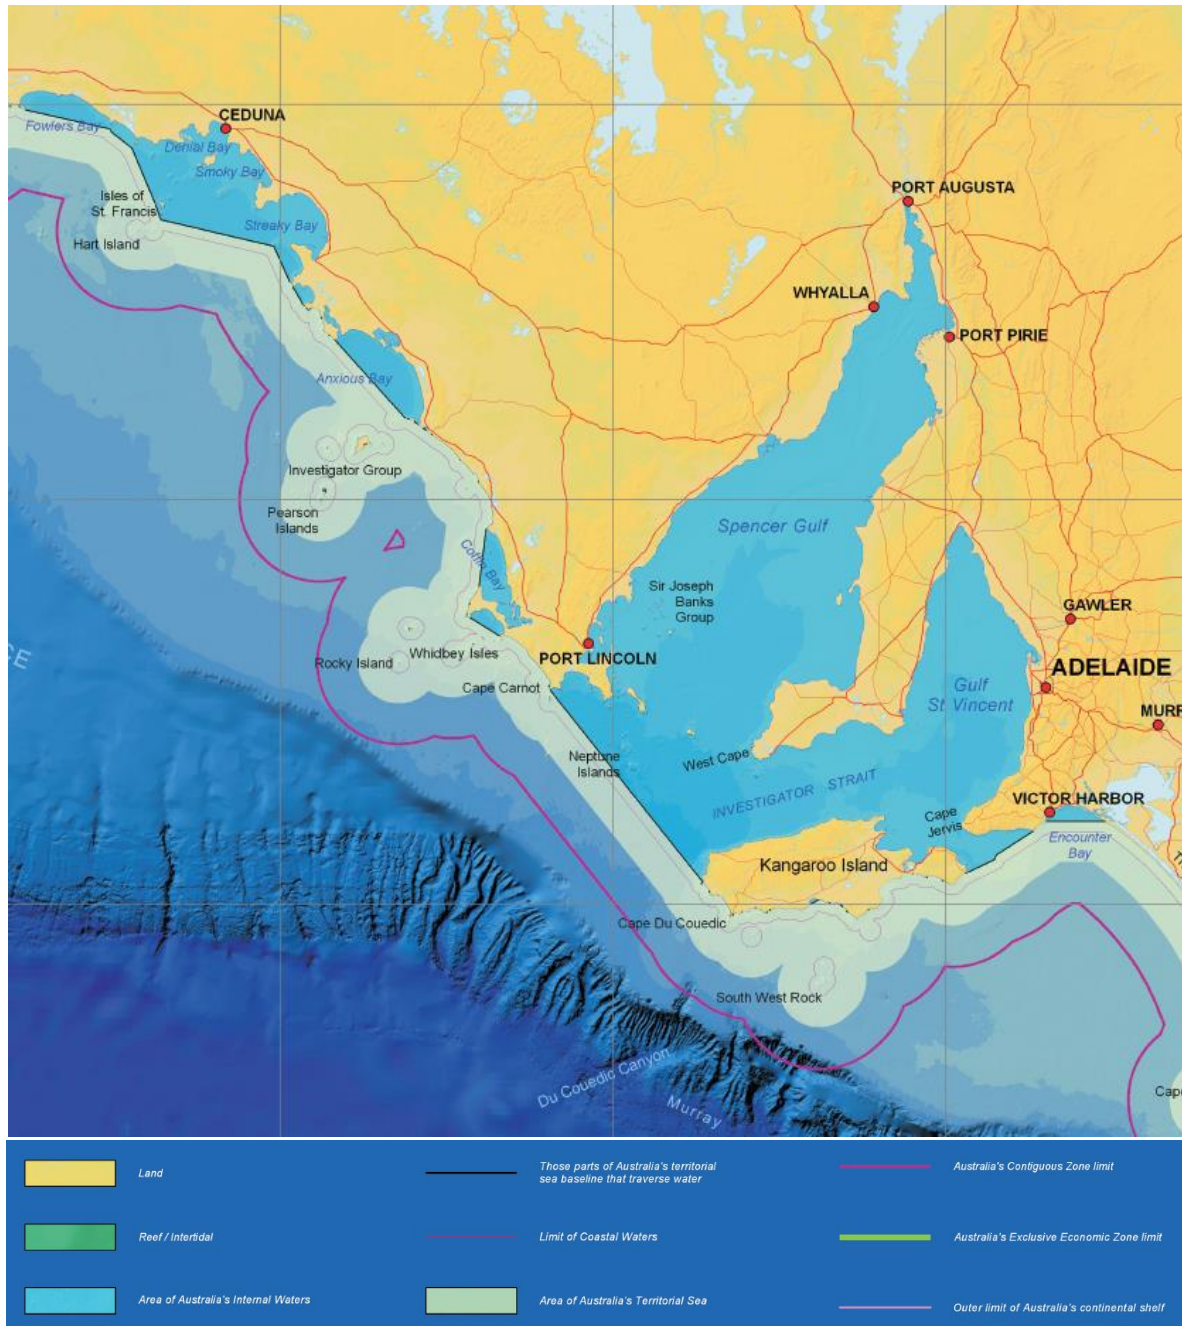 CEDUNA
Fowlers Bay
Denial Bay
Smoky Bay
PORT AUGUSTA
Isles of
St. Francis
Streaky Bay
Hart Island
WHYALLA
PORT PIRIE
Anxious Bay
Investigator Group
Pearson
Islands
Spencer Gulf
Coffin Bay
Sir Joseph
Banks
Group
GAWLER
Whidbey Isles
Rocky Island
PORT LINCOLN
ADELAIDE
Cape Carnot
Gulf
St Vincent
MURR
Neptune
Islands
West Cape
INVESTIGATOR STRAIT
VICTOR HARBOR
Cape
Jervis
Encounter
Bay
Kangaroo Island
Cape Du Couedic
South West Rock
Du Couedic Canyon
Murray
Cape
Land
Those parts of Australia's territorial
sea baseline that traverse water
Australia's Contiguous Zone limit
Reef / Intertidal
Limit of Coastal Waters
Australia's Exclusive Economic Zone limit
Area of Australia's Internal Waters
Area of Australia's Territorial Sea
Outer limit of Australia's continental shelf